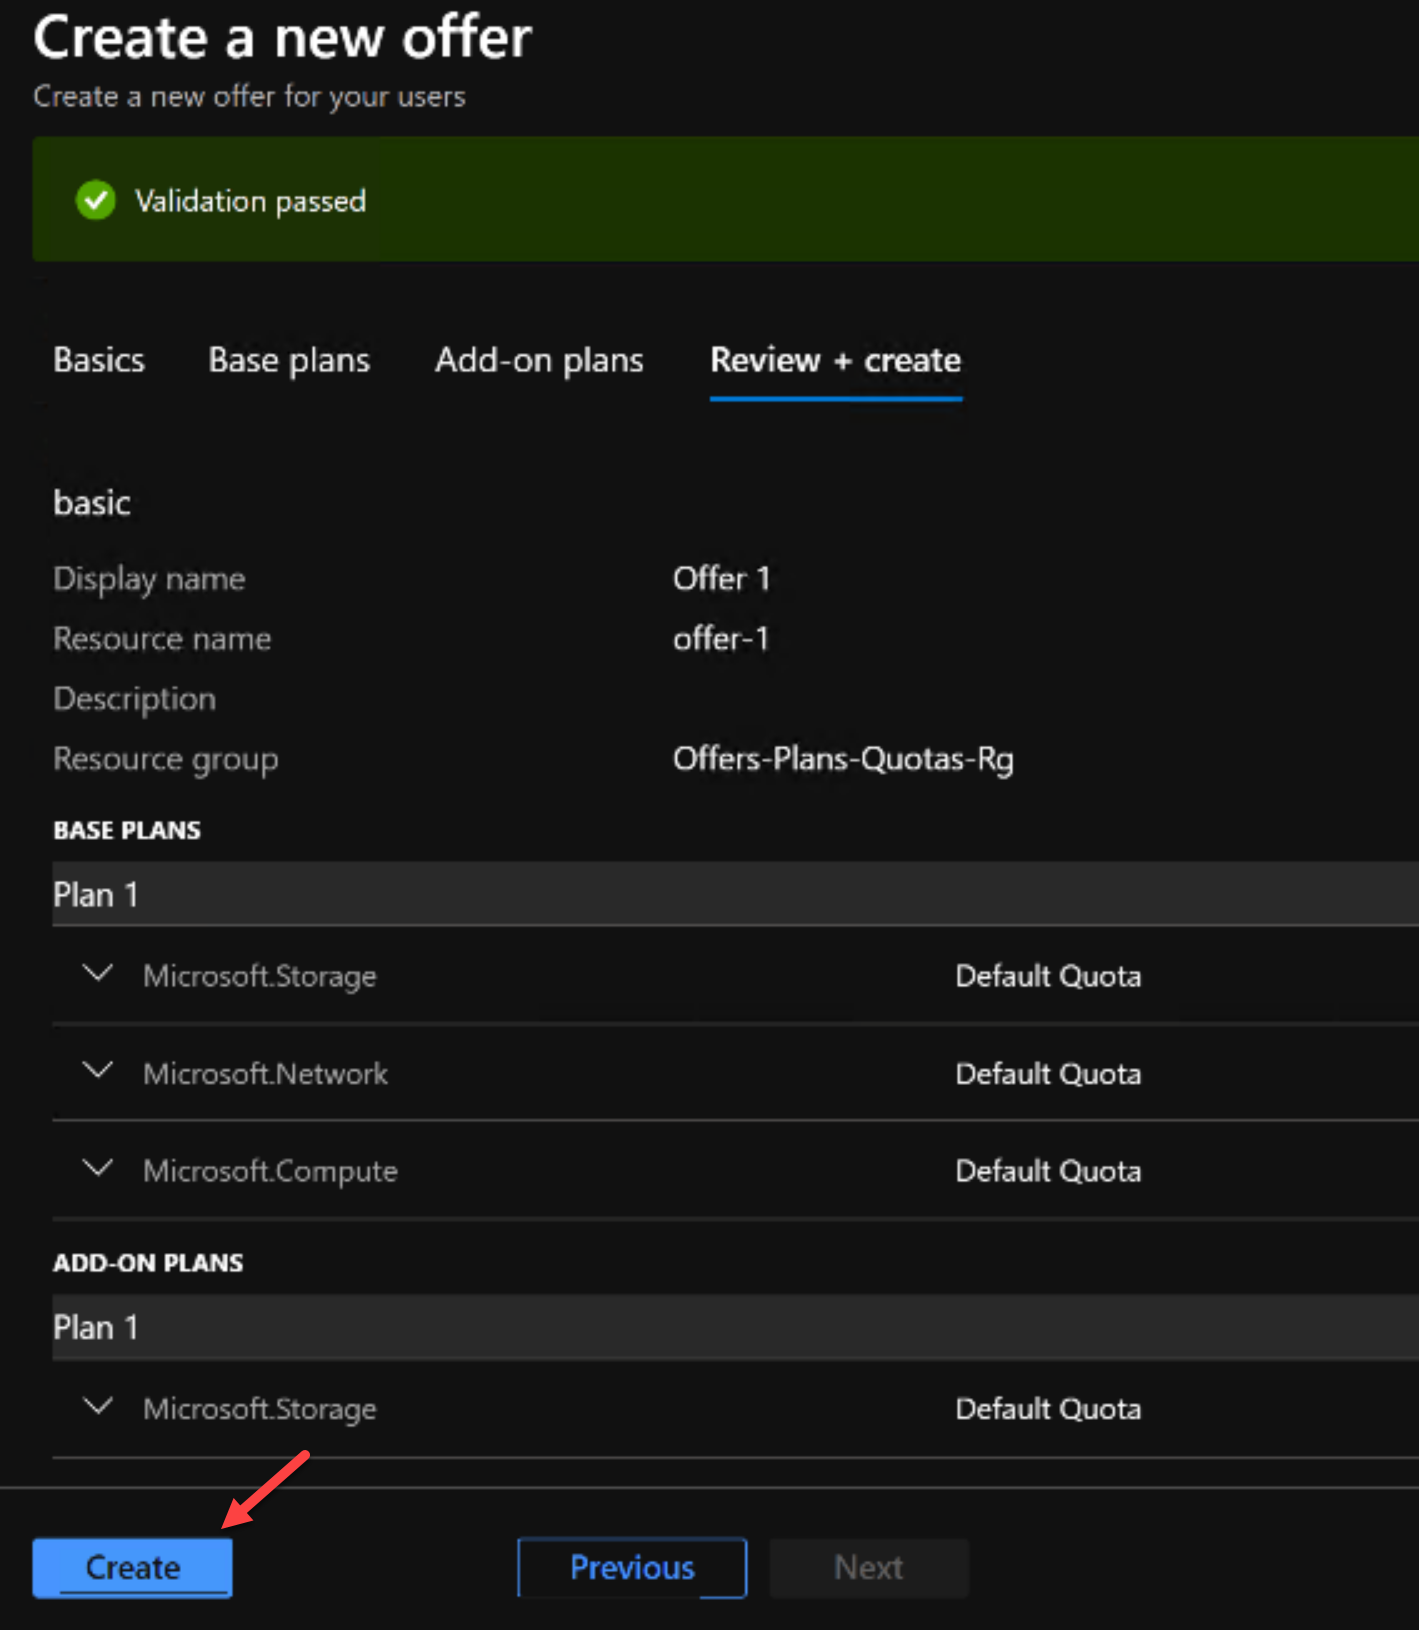 Create a new offer
Create a new offer for your users
Validation passed
Basics Base plans Add-on plans Review + create
basic
Display name Offer 1
Resource name offer-1
Description
Resource group Offers-Plans-Quotas-Rg
BASE PLANS
Plan 1
Microsoft.Storage Default Quota
Microsoft.Network Default Quota
Microsoft.Compute Default Quota
ADD-ON PLANS
Plan 1
Microsoft.Storage Default Quota
Create Previous Next